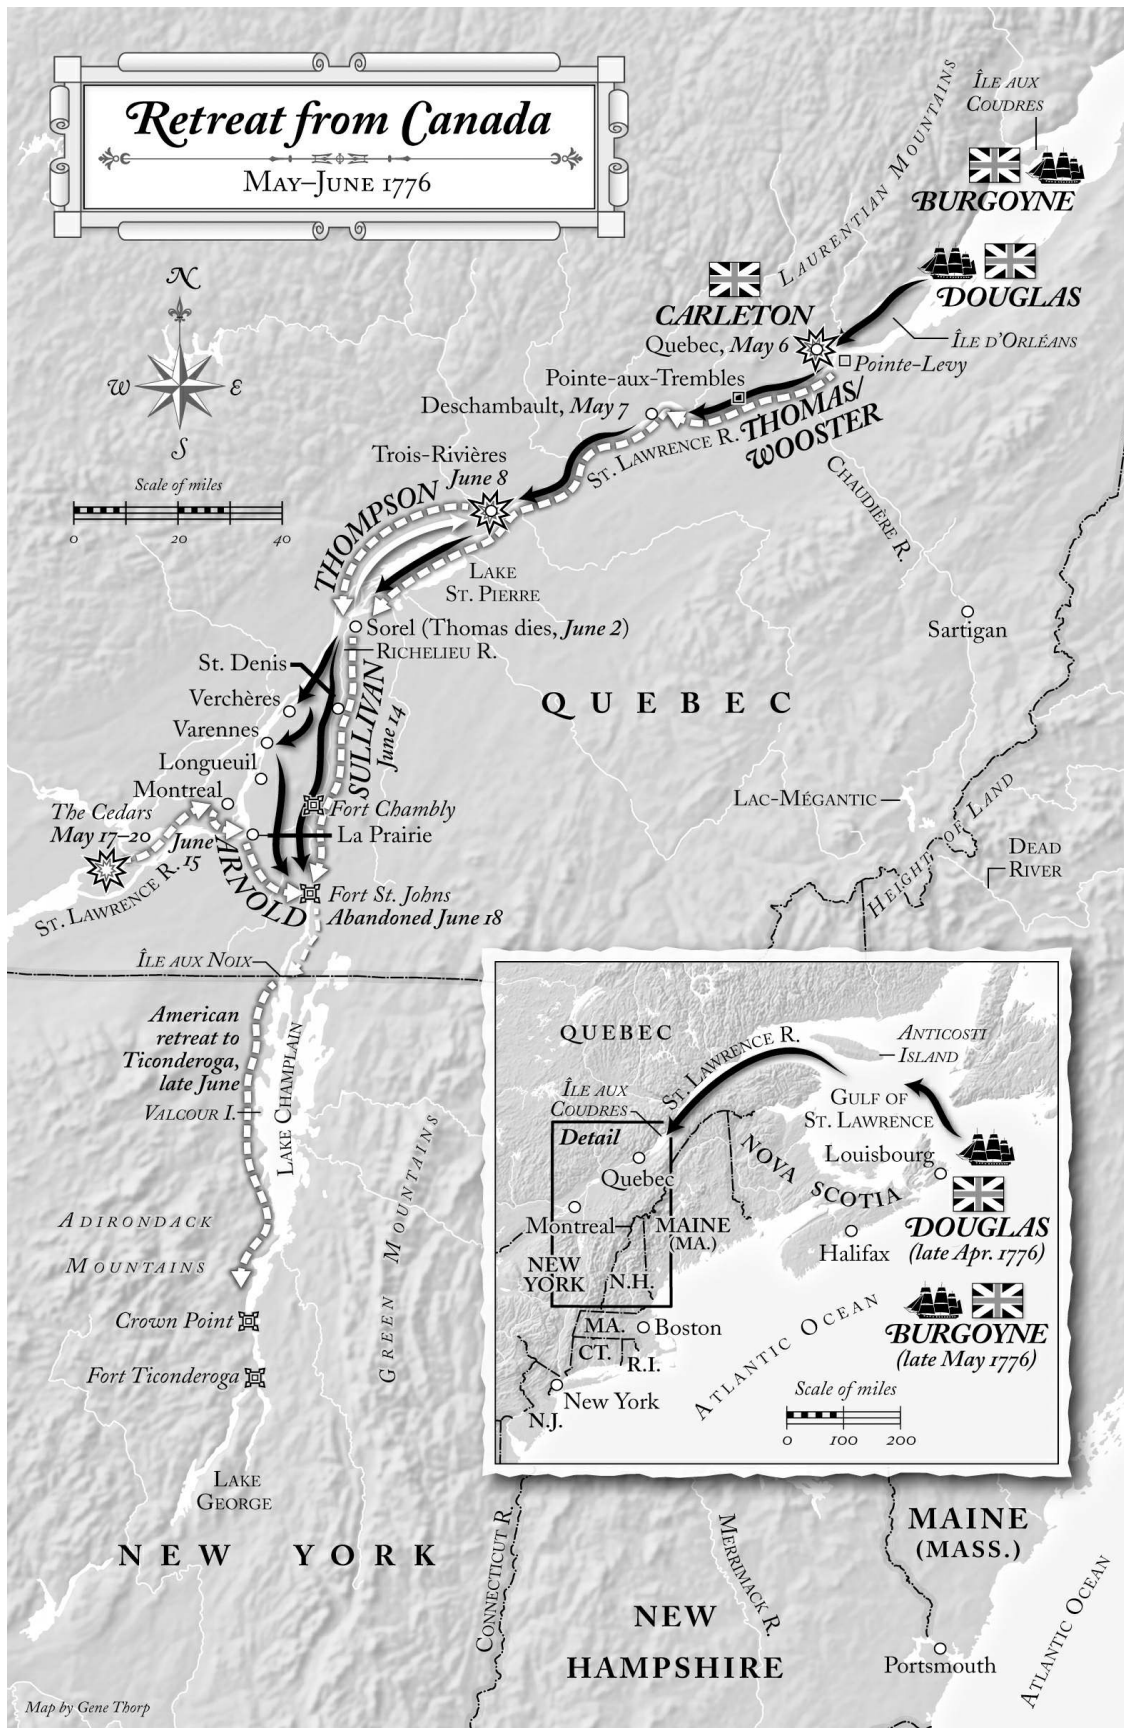 Retreat from Canada
May–June 1776
Île aux
Coudres
BURGOYNE
Laurentian Mountains
DOUGLAS
CARLETON
Quebec, May 6
Île d'Orléans
Pointe-Levy
Pointe-aux-Trembles
Deschambault, May 7
THOMAS/
WOOSTER
St. Lawrence R.
Chaudière R.
N
W
E
S
Scale of miles
0 20 40
Trois-Rivières
June 8
THOMPSON
Lake
St. Pierre
Sorel (Thomas dies, June 2)
Richelieu R.
Sartigan
St. Denis
Verchères
Varennes
Longueuil
Montreal
SULLIVAN
June 14
QUEBEC
The Cedars
May 17–20
June
15
ARNOLD
Fort Chambly
La Prairie
St. Lawrence R.
Fort St. Johns
Abandoned June 18
Lac-Mégantic
Height of Land
Dead
River
Île aux Noix
American
retreat to
Ticonderoga,
late June
Valcour I.
Lake Champlain
Adirondack
Mountains
Green Mountains
Crown Point
Fort Ticonderoga
Lake
George
NEW YORK
QUEBEC
St. Lawrence R.
Anticosti
Island
Île aux
Coudres
Detail
Gulf of
St. Lawrence
Quebec
NOVA
SCOTIA
Louisbourg
Montreal
MAINE
(MA.)
Halifax
DOUGLAS
(late Apr. 1776)
NEW
YORK
N.H.
BURGOYNE
(late May 1776)
MA.
Boston
CT.
R.I.
New York
N.J.
Atlantic Ocean
Scale of miles
0 100 200
Connecticut R.
Merrimack R.
MAINE
(MASS.)
NEW
HAMPSHIRE
Portsmouth
Atlantic Ocean
Map by Gene Thorp